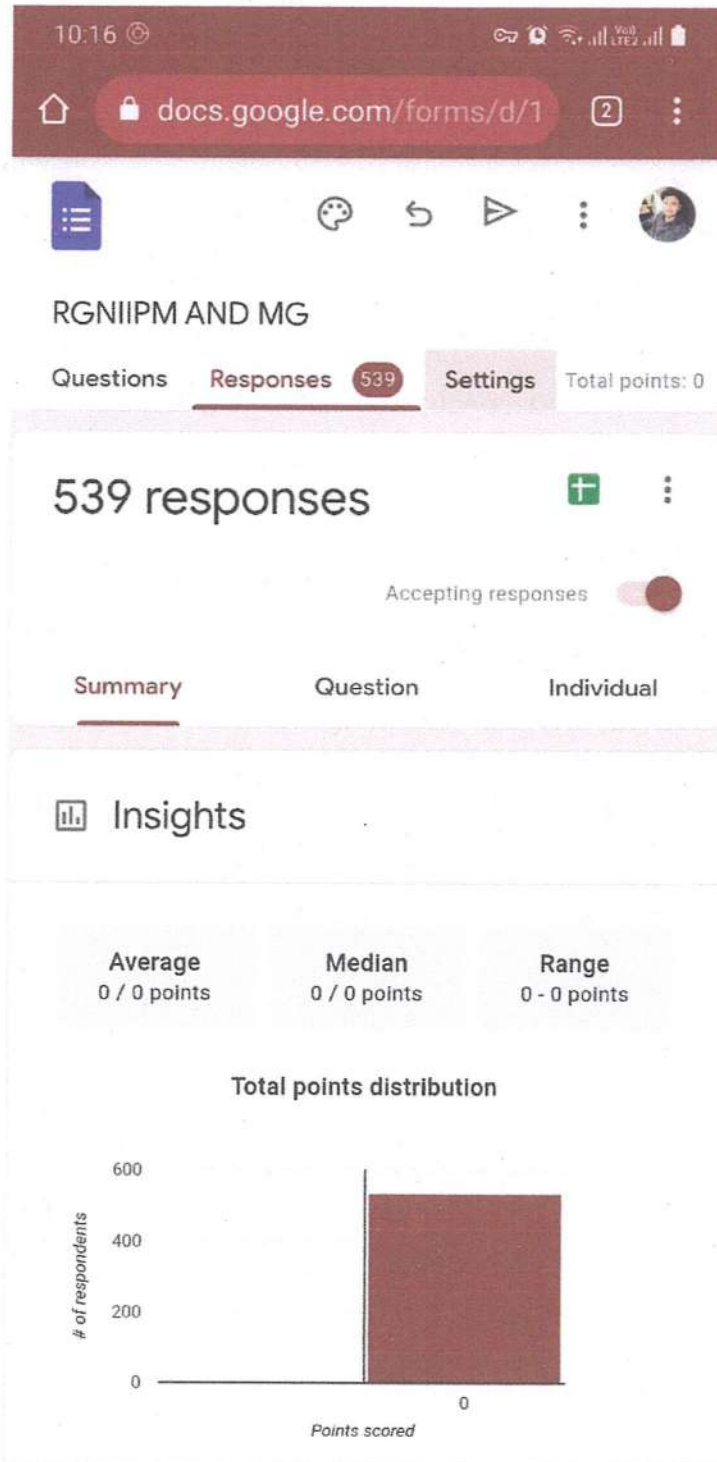 10:16
docs.google.com/forms/d/1 2
RGNIIPM AND MG
Questions Responses 539 Settings Total points: 0
539 responses
Accepting responses
Summary Question Individual
Insights
Average Median Range
0 / 0 points 0 / 0 points 0 - 0 points
Total points distribution
600
400
200
0
# of respondents
0
Points scored